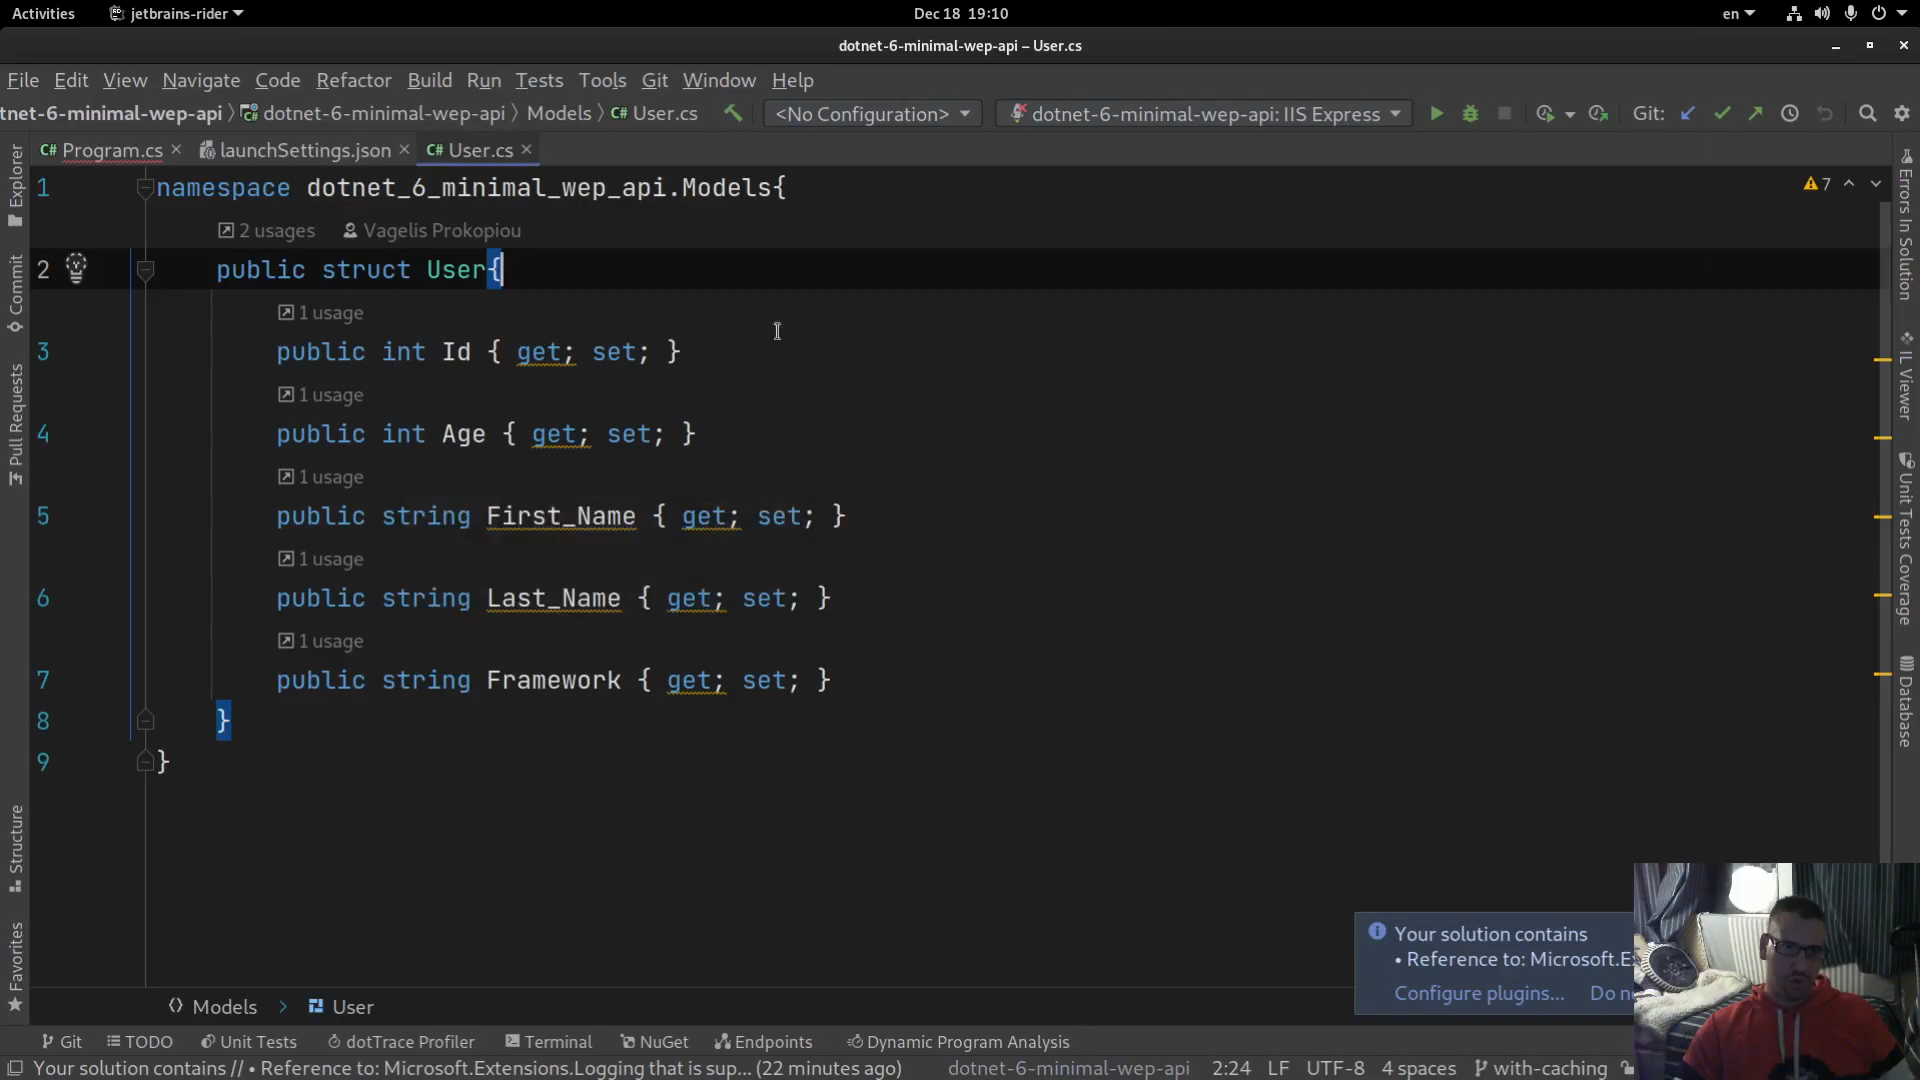 Activities jetbrains-rider Dec 18 19:10 en
dotnet-6-minimal-wep-api – User.cs
File Edit View Navigate Code Refactor Build Run Tests Tools Git Window Help
tnet-6-minimal-wep-api dotnet-6-minimal-wep-api Models C# User.cs <No Configuration> dotnet-6-minimal-wep-api: IIS Express Git:
C# Program.cs launchSettings.json C# User.cs
1 namespace dotnet_6_minimal_wep_api.Models{
7
2 usages Vagelis Prokopiou
2 public struct User{
1 usage
3 public int Id { get; set; }
1 usage
4 public int Age { get; set; }
1 usage
5 public string First_Name { get; set; }
1 usage
6 public string Last_Name { get; set; }
1 usage
7 public string Framework { get; set; }
8 }
9 }
Explorer
Commit
Pull Requests
Structure
Favorites
Errors In Solution
IL Viewer
Unit Tests Coverage
Database
Your solution contains
• Reference to: Microsoft.E
Configure plugins... Do n
Models > User
Git TODO Unit Tests dotTrace Profiler Terminal NuGet Endpoints Dynamic Program Analysis
Your solution contains // • Reference to: Microsoft.Extensions.Logging that is sup... (22 minutes ago) dotnet-6-minimal-wep-api 2:24 LF UTF-8 4 spaces with-caching